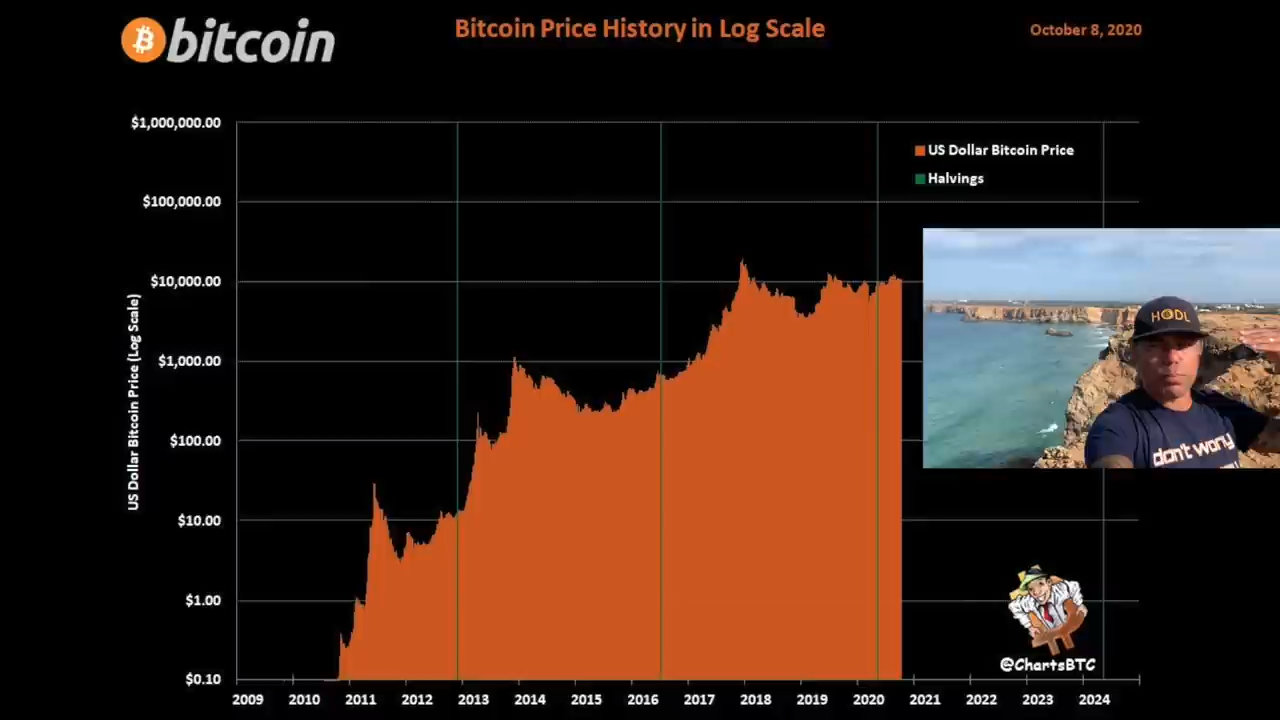 bitcoin
Bitcoin Price History in Log Scale
October 8, 2020
US Dollar Bitcoin Price (Log Scale)
$1,000,000.00
$100,000.00
$10,000.00
$1,000.00
$100.00
$10.00
$1.00
$0.10
US Dollar Bitcoin Price
Halvings
HODL
don't worry
@ChartsBTC
2009 2010 2011 2012 2013 2014 2015 2016 2017 2018 2019 2020 2021 2022 2023 2024